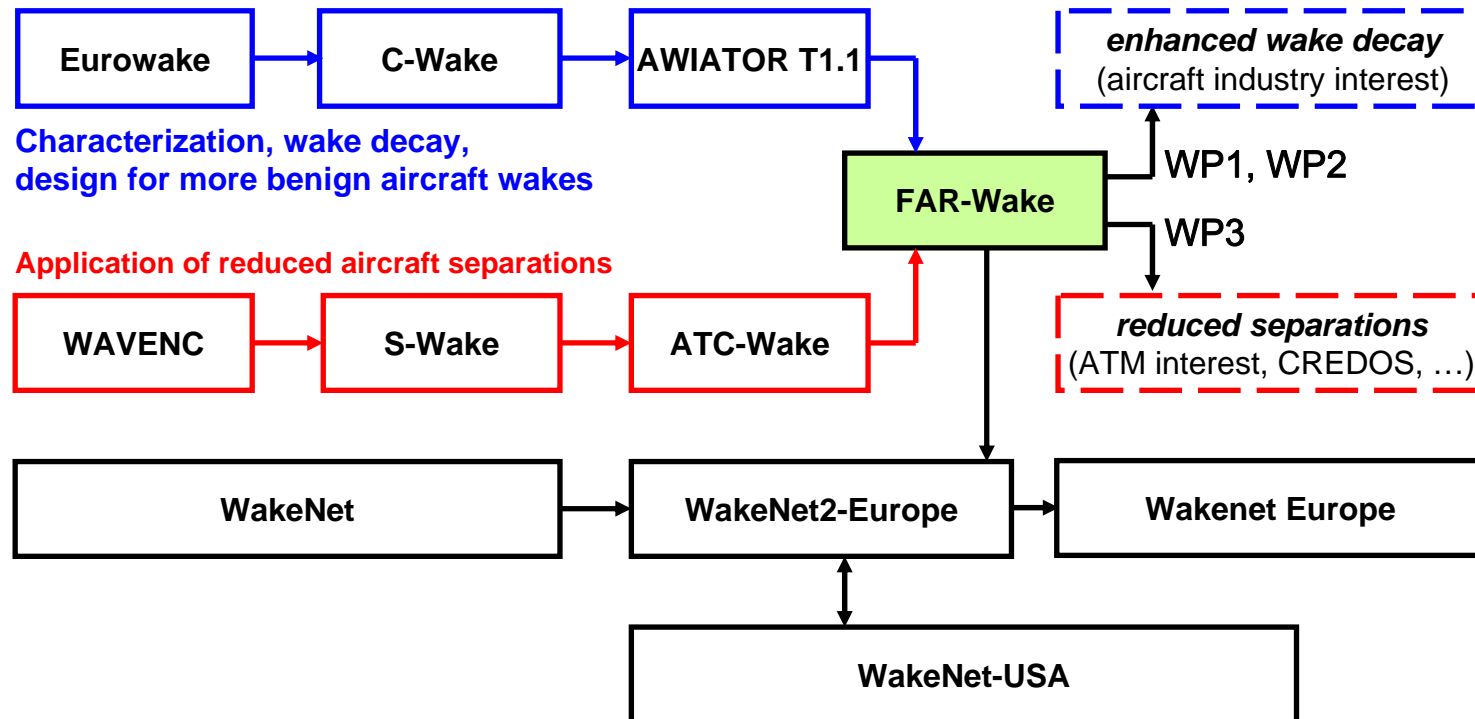 Eurowake
C-Wake
AWIATOR T1.1
enhanced wake decay
(aircraft industry interest)
Characterization, wake decay,
design for more benign aircraft wakes
WP1, WP2
FAR-Wake
WP3
Application of reduced aircraft separations
WAVENC
S-Wake
ATC-Wake
reduced separations
(ATM interest, CREDOS, …)
WakeNet
WakeNet2-Europe
Wakenet Europe
WakeNet-USA